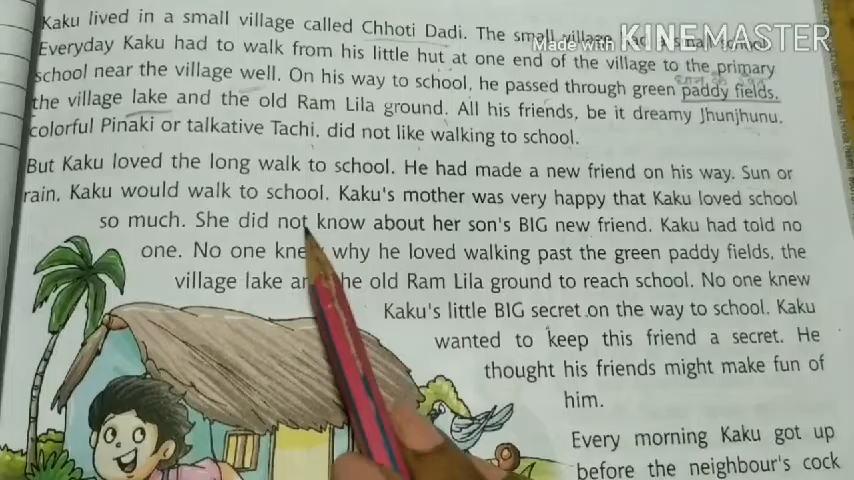 Kaku lived in a small village called Chhoti Dadi. The small village had a small school.
Made with KINEMASTER
Everyday Kaku had to walk from his little hut at one end of the village to the primary
school near the village well. On his way to school, he passed through green paddy fields,
the village lake and the old Ram Lila ground. All his friends, be it dreamy Jhunjhunu,
colorful Pinaki or talkative Tachi, did not like walking to school.
But Kaku loved the long walk to school. He had made a new friend on his way. Sun or
rain, Kaku would walk to school. Kaku's mother was very happy that Kaku loved school
so much. She did not know about her son's BIG new friend. Kaku had told no
one. No one knew why he loved walking past the green paddy fields, the
village lake and the old Ram Lila ground to reach school. No one knew
Kaku's little BIG secret on the way to school. Kaku
wanted to keep this friend a secret. He
thought his friends might make fun of
him.
Every morning Kaku got up
before the neighbour's cock